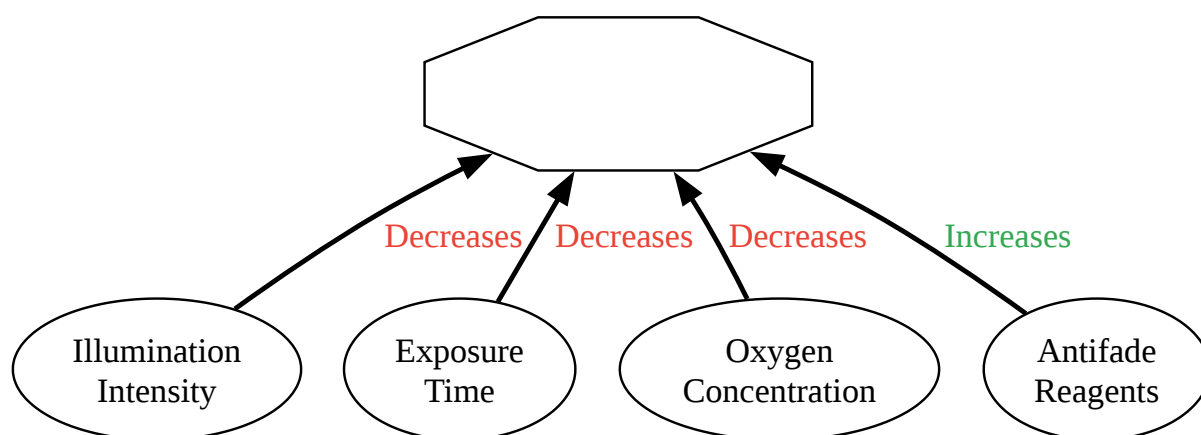 Decreases
Decreases
Decreases
Increases
Illumination
Intensity
Exposure
Time
Oxygen
Concentration
Antifade
Reagents